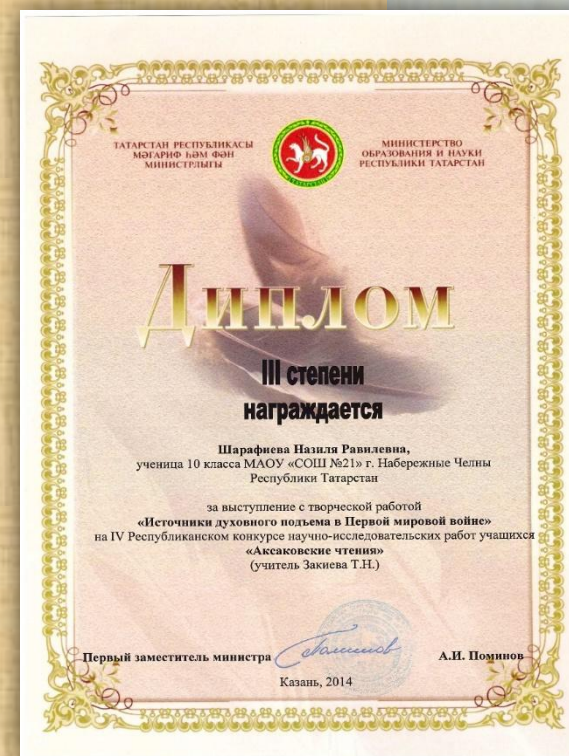 ТАТАРСТАН РЕСПУБЛИКАСЫ
МӘГАРИФ ҺӘМ ФӘН
МИНИСТРЛЫГЫ
МИНИСТЕРСТВО
ОБРАЗОВАНИЯ И НАУКИ
РЕСПУБЛИКИ ТАТАРСТАН
ТАТАРСТАН
Диплом
III степени
награждается
Шарафиева Назиля Равилевна,
ученица 10 класса МАОУ «СОШ №21» г. Набережные Челны
Республики Татарстан
за выступление с творческой работой
«Источники духовного подъема в Первой мировой войне»
на IV Республиканском конкурсе научно-исследовательских работ учащихся
«Аксаковские чтения»
(учитель Закиева Т.Н.)
Первый заместитель министра
А.И. Поминов
Казань, 2014